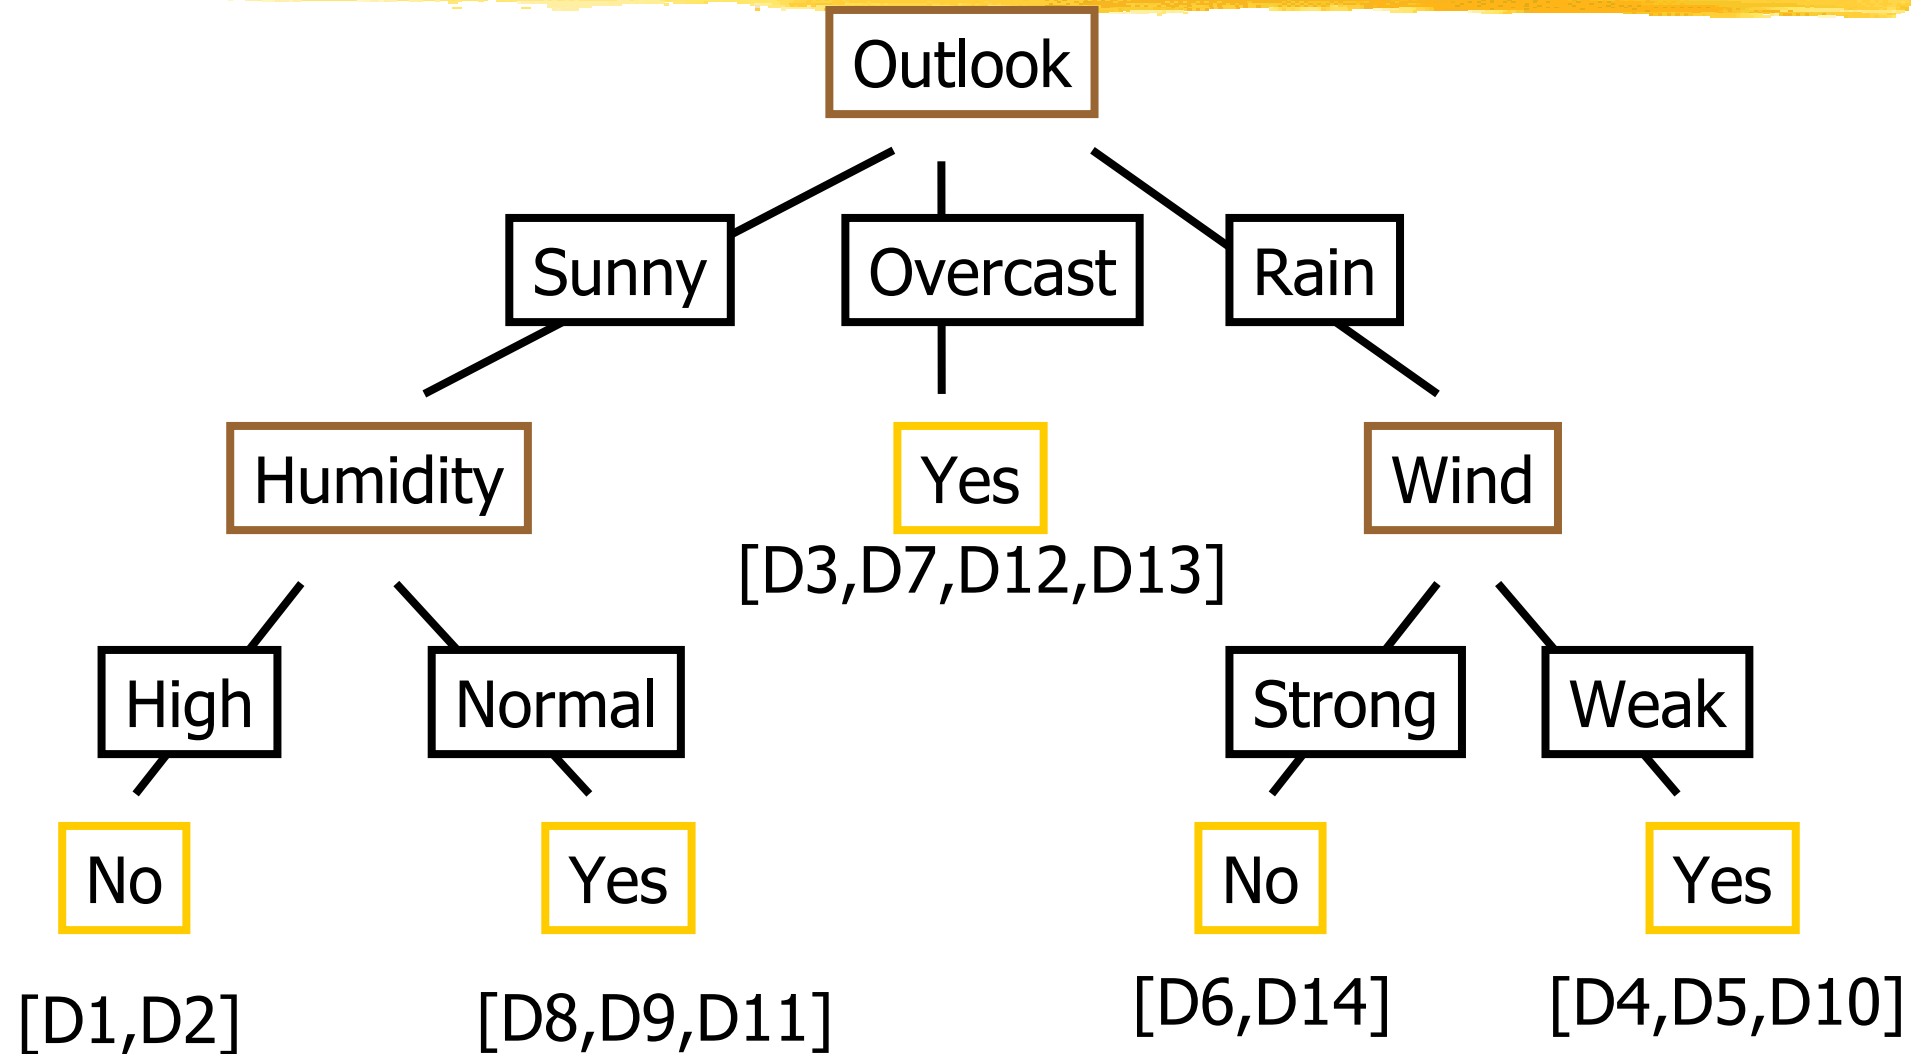 Outlook
Sunny Overcast Rain
Humidity Yes Wind
[D3,D7,D12,D13]
High Normal Strong Weak
No Yes No Yes
[D1,D2] [D8,D9,D11] [D6,D14] [D4,D5,D10]